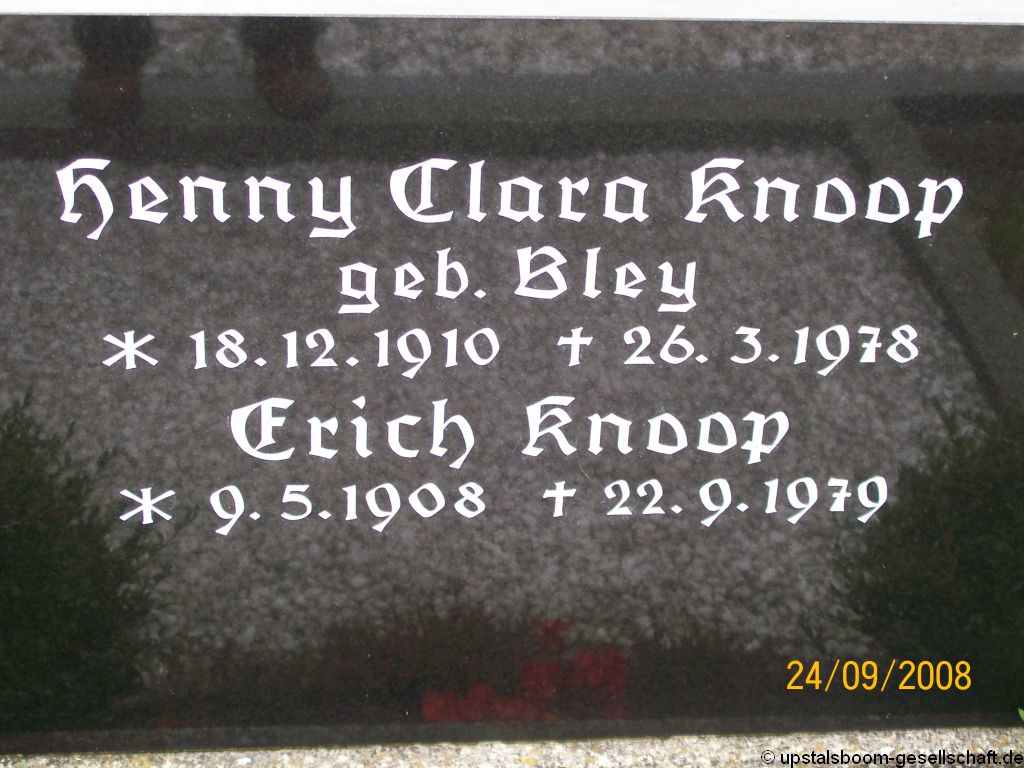 Henny Clara Knoop
geb. Bley
* 18.12.1910 † 26.3.1978
Erich Knoop
* 9.5.1908 † 22.9.1979
24/09/2008
© upstalsboom-gesellschaft.de